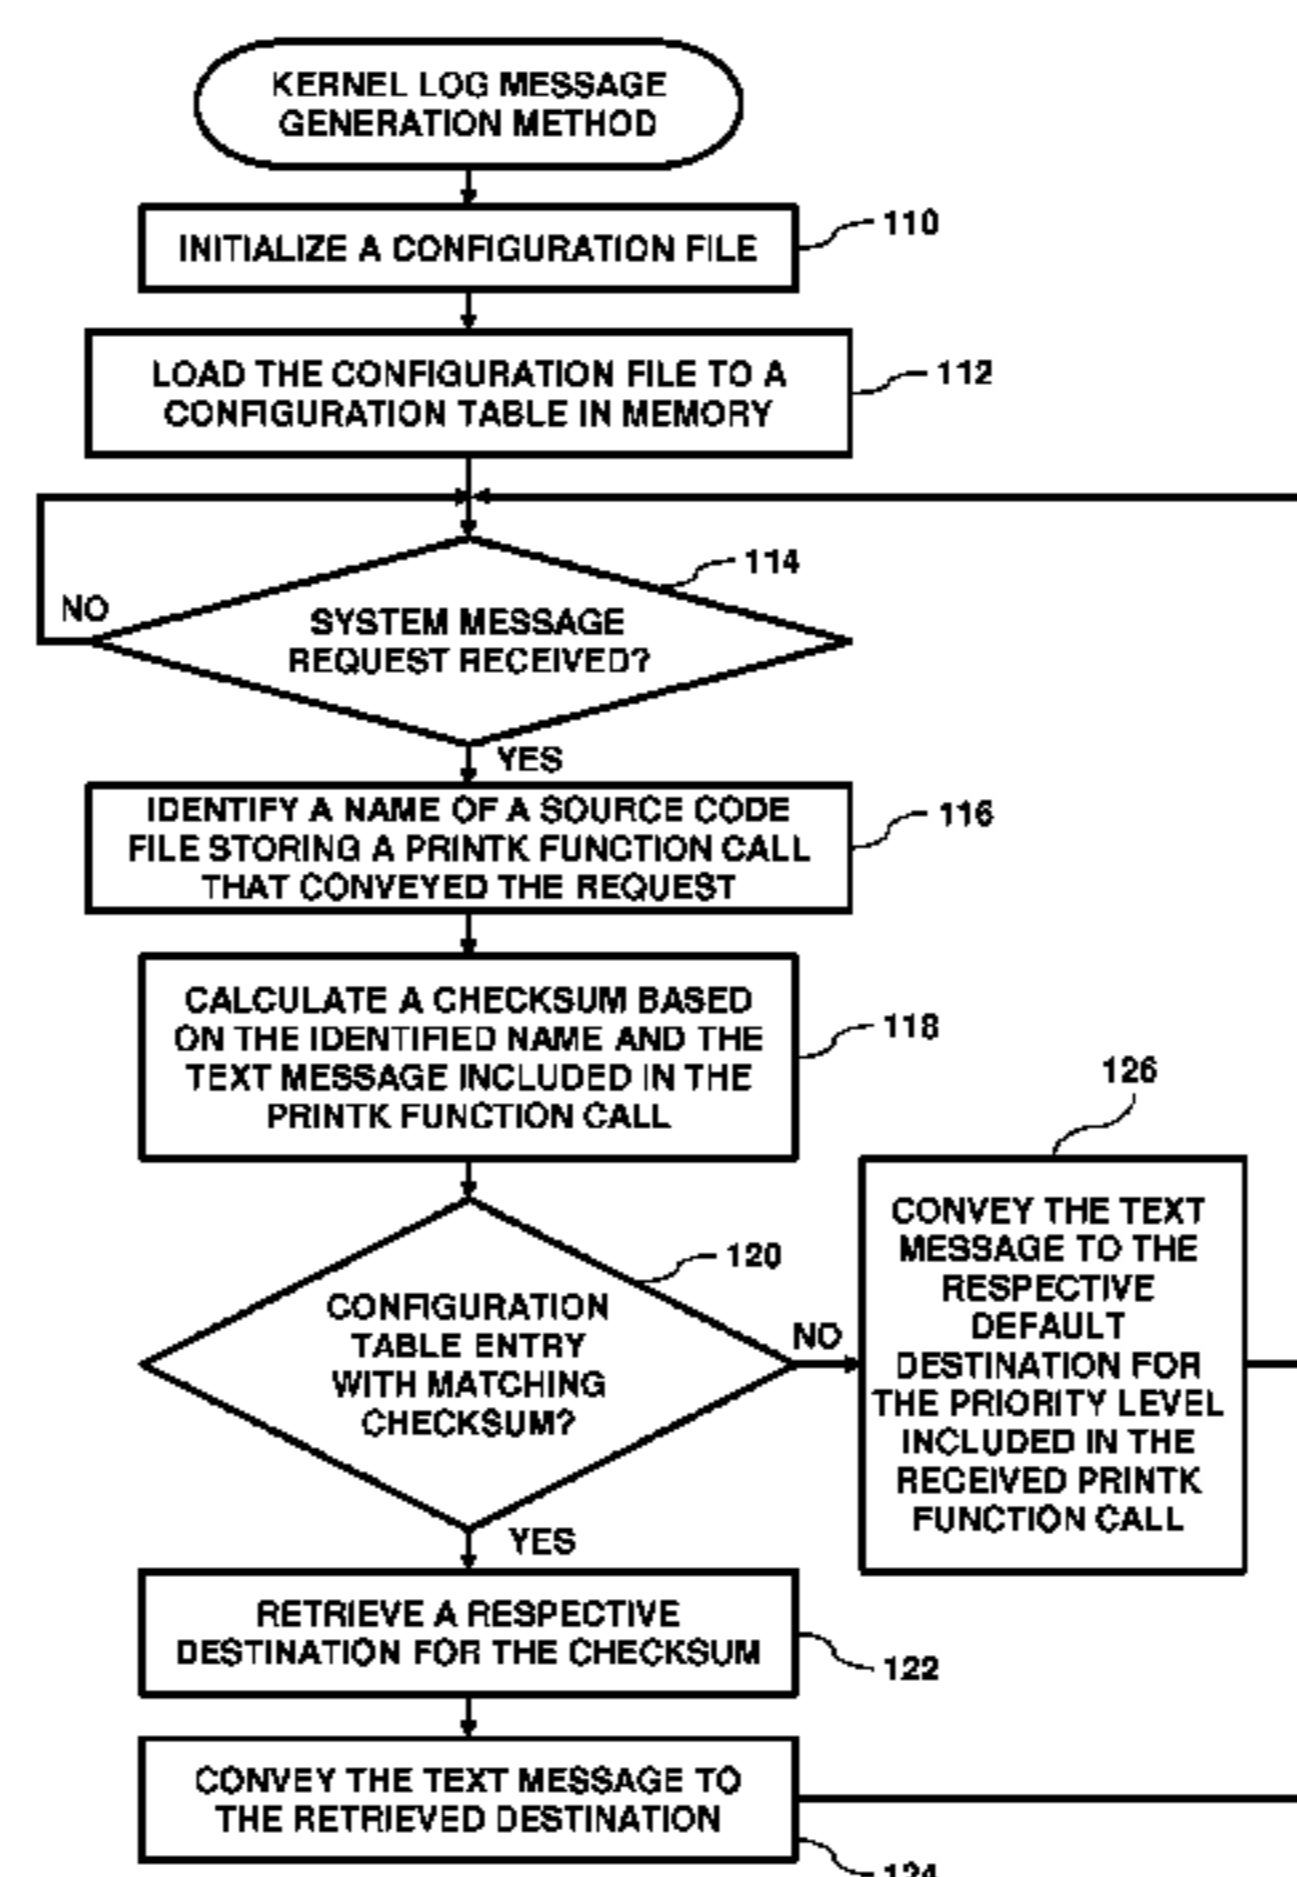 KERNEL LOG MESSAGE
GENERATION METHOD
INITIALIZE A CONFIGURATION FILE
110
LOAD THE CONFIGURATION FILE TO A
CONFIGURATION TABLE IN MEMORY
112
114
NO
SYSTEM MESSAGE
REQUEST RECEIVED?
YES
IDENTIFY A NAME OF A SOURCE CODE
FILE STORING A PRINTK FUNCTION CALL
THAT CONVEYED THE REQUEST
116
CALCULATE A CHECKSUM BASED
ON THE IDENTIFIED NAME AND THE
TEXT MESSAGE INCLUDED IN THE
PRINTK FUNCTION CALL
118
120
CONFIGURATION
TABLE ENTRY
WITH MATCHING
CHECKSUM?
NO
126
CONVEY THE TEXT
MESSAGE TO THE
RESPECTIVE
DEFAULT
DESTINATION FOR
THE PRIORITY LEVEL
INCLUDED IN THE
RECEIVED PRINTK
FUNCTION CALL
YES
RETRIEVE A RESPECTIVE
DESTINATION FOR THE CHECKSUM
122
CONVEY THE TEXT MESSAGE TO
THE RETRIEVED DESTINATION